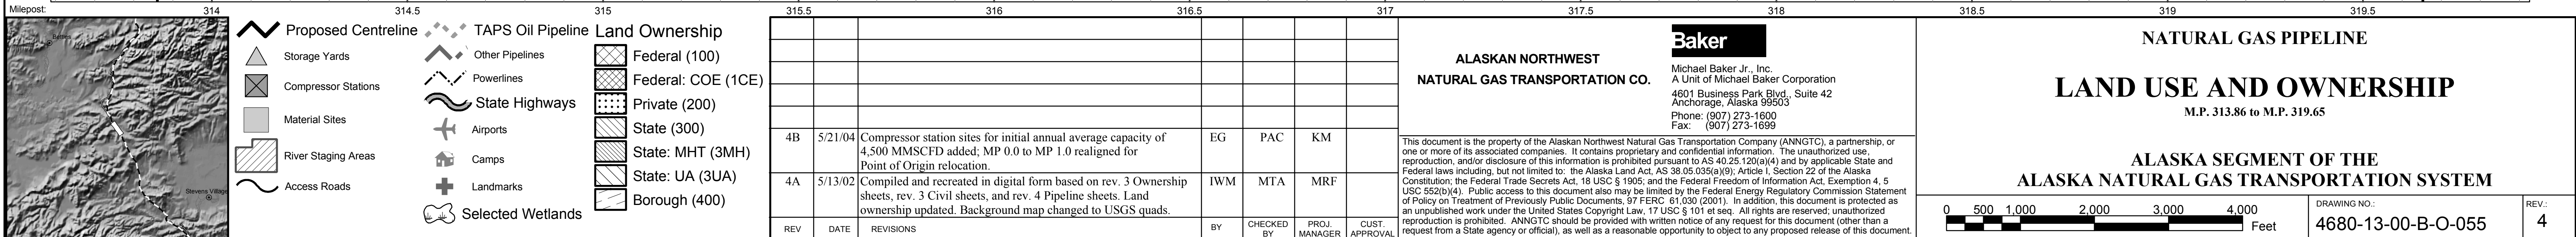 Milepost:
314 314.5 315 315.5 316 316.5 317 317.5 318 318.5 319 319.5
Bettles
Stevens Village
Proposed Centreline
Storage Yards
Compressor Stations
Material Sites
River Staging Areas
Access Roads
TAPS Oil Pipeline
Other Pipelines
Powerlines
State Highways
Airports
Camps
Landmarks
Selected Wetlands
Land Ownership
Federal (100)
Federal: COE (1CE)
Private (200)
State (300)
State: MHT (3MH)
State: UA (3UA)
Borough (400)
4B 5/21/04 Compressor station sites for initial annual average capacity of EG PAC KM
4,500 MMSCFD added; MP 0.0 to MP 1.0 realigned for
Point of Origin relocation.
4A 5/13/02 Compiled and recreated in digital form based on rev. 3 Ownership IWM MTA MRF
sheets, rev. 3 Civil sheets, and rev. 4 Pipeline sheets. Land
ownership updated. Background map changed to USGS quads.
REV DATE REVISIONS BY CHECKED BY PROJ. MANAGER CUST. APPROVAL
ALASKAN NORTHWEST
NATURAL GAS TRANSPORTATION CO.
Baker
Michael Baker Jr., Inc.
A Unit of Michael Baker Corporation
4601 Business Park Blvd., Suite 42
Anchorage, Alaska 99503
Phone: (907) 273-1600
Fax: (907) 273-1699
This document is the property of the Alaskan Northwest Natural Gas Transportation Company (ANNGTC), a partnership, or
one or more of its associated companies. It contains proprietary and confidential information. The unauthorized use,
reproduction, and/or disclosure of this information is prohibited pursuant to AS 40.25.120(a)(4) and by applicable State and
Federal laws including, but not limited to: the Alaska Land Act, AS 38.05.035(a)(9); Article I, Section 22 of the Alaska
Constitution; the Federal Trade Secrets Act, 18 USC § 1905; and the Federal Freedom of Information Act, Exemption 4, 5
USC 552(b)(4). Public access to this document also may be limited by the Federal Energy Regulatory Commission Statement
of Policy on Treatment of Previously Public Documents, 97 FERC 61,030 (2001). In addition, this document is protected as
an unpublished work under the United States Copyright Law, 17 USC § 101 et seq. All rights are reserved; unauthorized
reproduction is prohibited. ANNGTC should be provided with written notice of any request for this document (other than a
request from a State agency or official), as well as a reasonable opportunity to object to any proposed release of this document.
NATURAL GAS PIPELINE
LAND USE AND OWNERSHIP
M.P. 313.86 to M.P. 319.65
ALASKA SEGMENT OF THE
ALASKA NATURAL GAS TRANSPORTATION SYSTEM
0 500 1,000 2,000 3,000 4,000
Feet
DRAWING NO.:
4680-13-00-B-O-055
REV.:
4